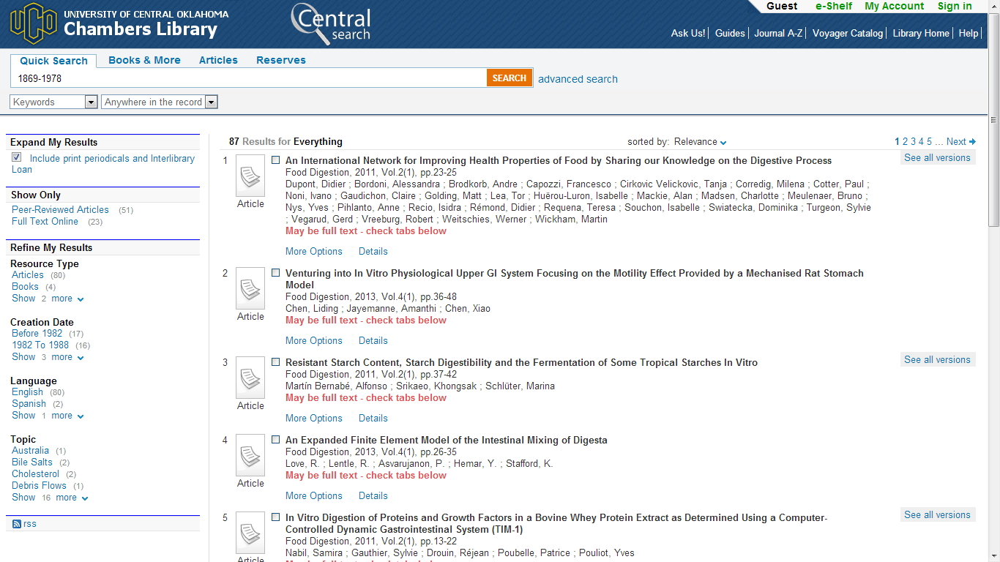 UCO
UNIVERSITY OF CENTRAL OKLAHOMA
Chambers Library
Central
search
Guest e-Shelf My Account Sign in
Ask Us! Guides Journal A-Z Voyager Catalog Library Home Help
Quick Search Books & More Articles Reserves
1869-1978 SEARCH advanced search
Keywords Anywhere in the record
Expand My Results
Include print periodicals and Interlibrary
Loan
Show Only
Peer-Reviewed Articles (51)
Full Text Online (23)
Refine My Results
Resource Type
Articles (80)
Books (4)
Show 2 more
Creation Date
Before 1982 (17)
1982 To 1988 (16)
Show 3 more
Language
English (80)
Spanish (2)
Show 1 more
Topic
Australia (1)
Bile Salts (2)
Cholesterol (2)
Debris Flows (1)
Show 16 more
rss
87 Results for Everything sorted by: Relevance 1 2 3 4 5 ... Next
1 An International Network for Improving Health Properties of Food by Sharing our Knowledge on the Digestive Process See all versions
Food Digestion, 2011, Vol.2(1), pp.23-25
Dupont, Didier ; Bordoni, Alessandra ; Brodkorb, Andre ; Capozzi, Francesco ; Cirkovic Velickovic, Tanja ; Corredig, Milena ; Cotter, Paul ;
Noni, Ivano ; Gaudichon, Claire ; Golding, Matt ; Lea, Tor ; Huërou-Luron, Isabelle ; Mackie, Alan ; Madsen, Charlotte ; Meulenaer, Bruno ;
Nys, Yves ; Pihlanto, Anne ; Recio, Isidra ; Rémond, Didier ; Requena, Teresa ; Souchon, Isabelle ; Swiatecka, Dominika ; Turgeon, Sylvie
; Vegarud, Gerd ; Vreeburg, Robert ; Weitschies, Werner ; Wickham, Martin
Article
May be full text - check tabs below
More Options Details
2 Venturing into In Vitro Physiological Upper GI System Focusing on the Motility Effect Provided by a Mechanised Rat Stomach
Model
Food Digestion, 2013, Vol.4(1), pp.36-48
Chen, Liding ; Jayemanne, Amanthi ; Chen, Xiao
Article
May be full text - check tabs below
More Options Details
3 Resistant Starch Content, Starch Digestibility and the Fermentation of Some Tropical Starches In Vitro See all versions
Food Digestion, 2011, Vol.2(1), pp.37-42
Martín Bernabé, Alfonso ; Srikaeo, Khongsak ; Schlüter, Marina
Article
May be full text - check tabs below
More Options Details
4 An Expanded Finite Element Model of the Intestinal Mixing of Digesta
Food Digestion, 2013, Vol.4(1), pp.26-35
Love, R. ; Lentle, R. ; Asvarujanon, P. ; Hemar, Y. ; Stafford, K.
Article
May be full text - check tabs below
More Options Details
5 In Vitro Digestion of Proteins and Growth Factors in a Bovine Whey Protein Extract as Determined Using a Computer- See all versions
Controlled Dynamic Gastrointestinal System (TIM-1)
Food Digestion, 2011, Vol.2(1), pp.13-22
Nabil, Samira ; Gauthier, Sylvie ; Drouin, Réjean ; Poubelle, Patrice ; Pouliot, Yves
Article